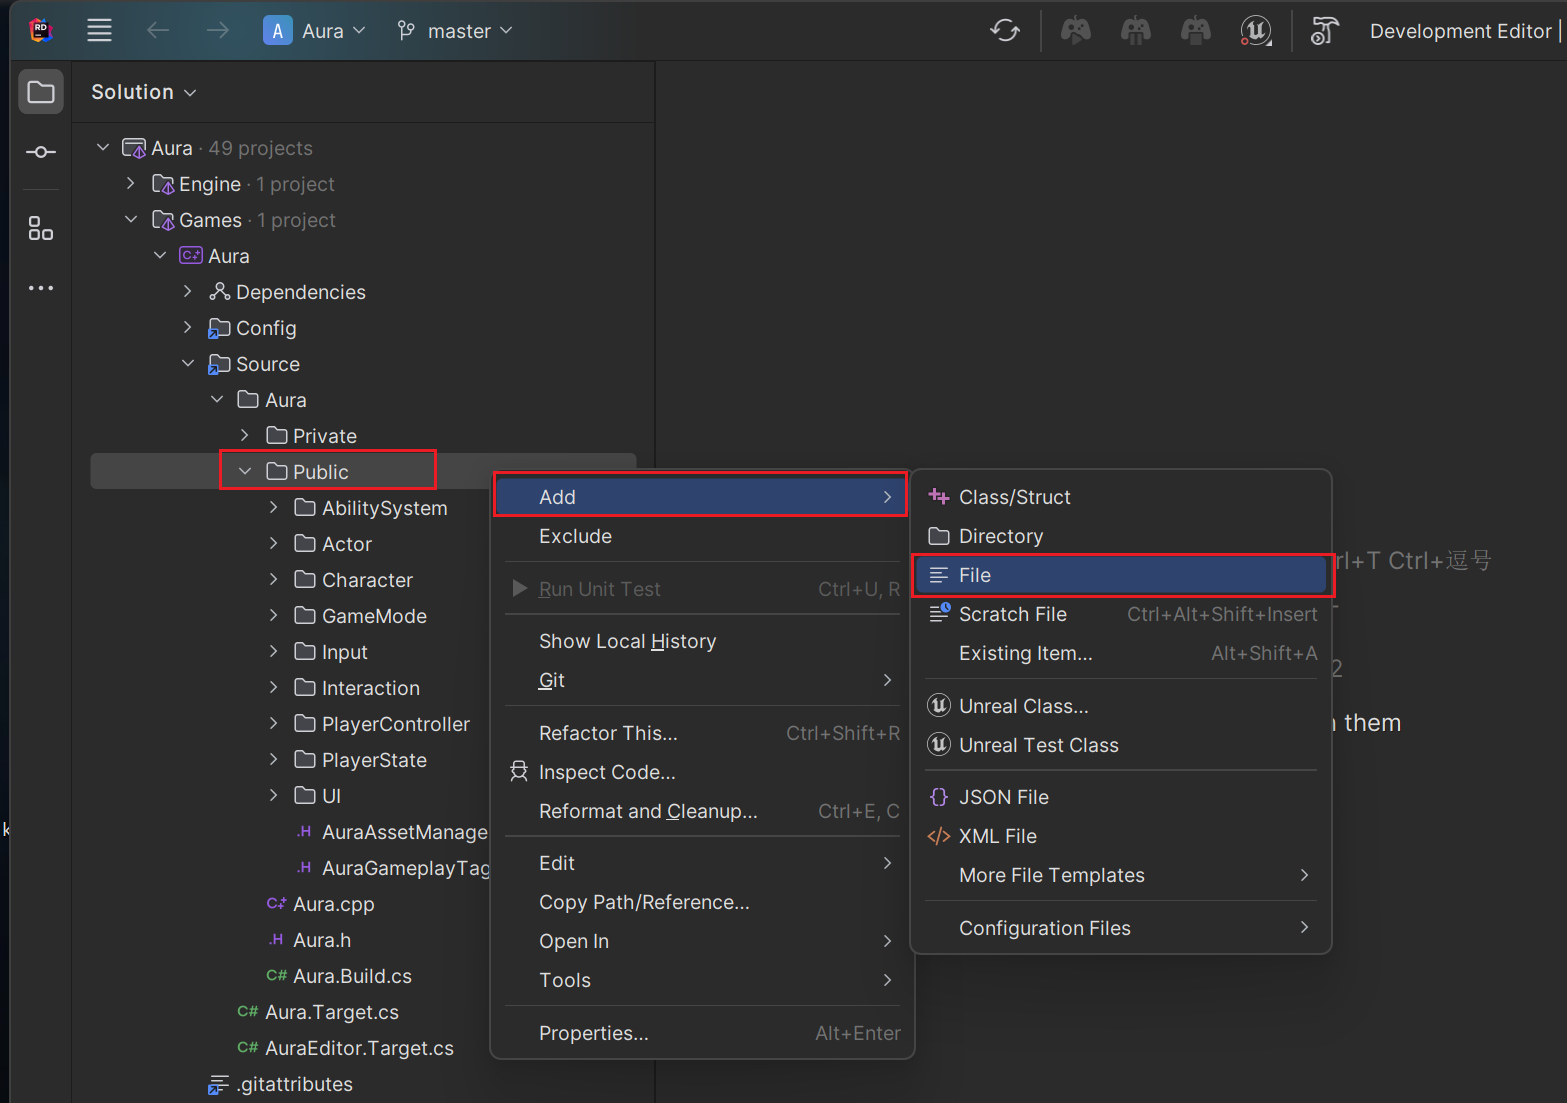 RD
A Aura
master
Development Editor
Solution
Aura · 49 projects
Engine · 1 project
Games · 1 project
C+ Aura
Dependencies
Config
Source
Aura
Private
Public
AbilitySystem
Actor
Character
GameMode
Input
Interaction
PlayerController
PlayerState
UI
.H AuraAssetManage
.H AuraGameplayTag
C+ Aura.cpp
.H Aura.h
C# Aura.Build.cs
C# Aura.Target.cs
C# AuraEditor.Target.cs
.gitattributes
Add
Exclude
Run Unit Test Ctrl+U, R
Show Local History
Git
Refactor This... Ctrl+Shift+R
Inspect Code...
Reformat and Cleanup... Ctrl+E, C
Edit
Copy Path/Reference...
Open In
Tools
Properties... Alt+Enter
Class/Struct
Directory
File
Scratch File Ctrl+Alt+Shift+Insert
Existing Item... Alt+Shift+A
Unreal Class...
Unreal Test Class
{} JSON File
</> XML File
More File Templates
Configuration Files
rl+T Ctrl+逗号
2
them
k